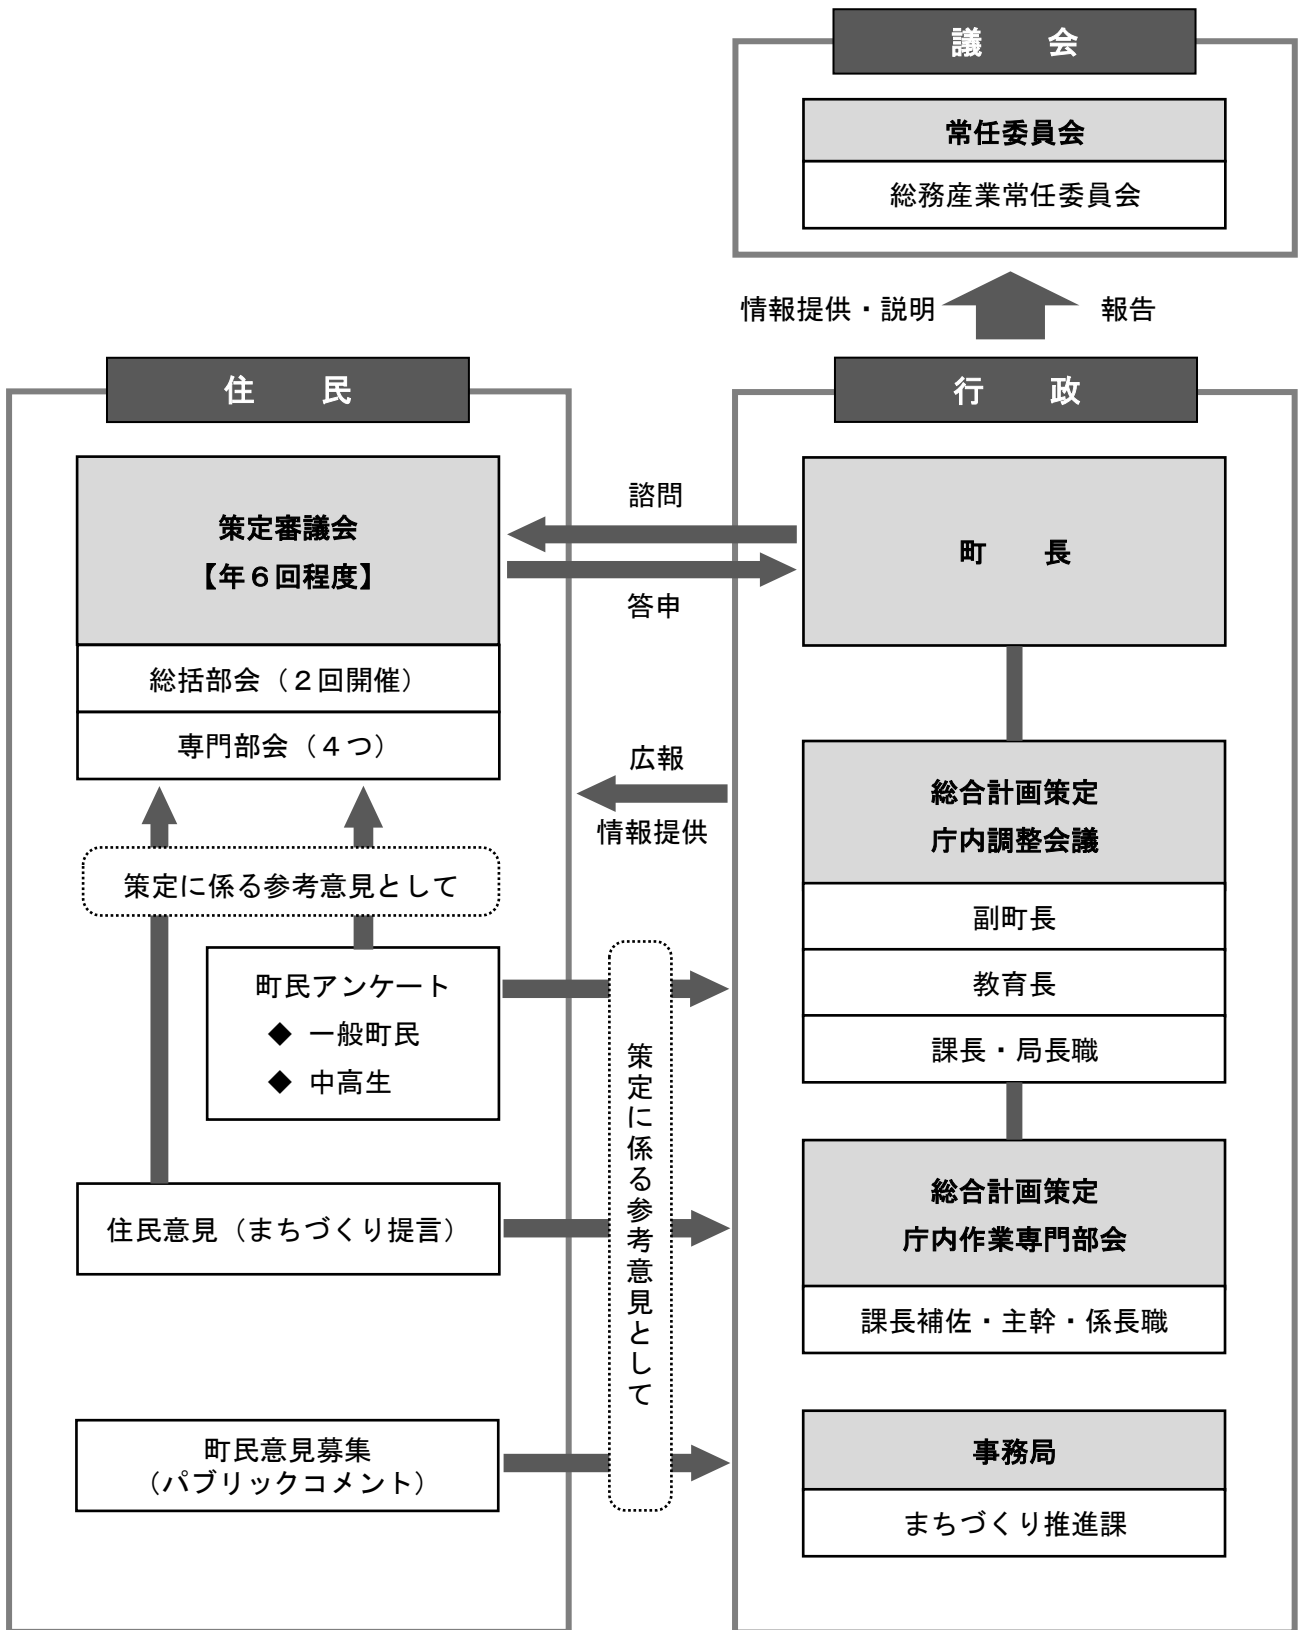 議　会
常任委員会
総務産業常任委員会
情報提供・説明
報告
住　民
策定審議会
【年６回程度】
総括部会（２回開催）
専門部会（４つ）
策定に係る参考意見として
町民アンケート
◆ 一般町民
◆ 中高生
住民意見（まちづくり提言）
町民意見募集
（パブリックコメント）
諮問
答申
広報
情報提供
策定に係る参考意見として
行　政
町　長
総合計画策定
庁内調整会議
副町長
教育長
課長・局長職
総合計画策定
庁内作業専門部会
課長補佐・主幹・係長職
事務局
まちづくり推進課